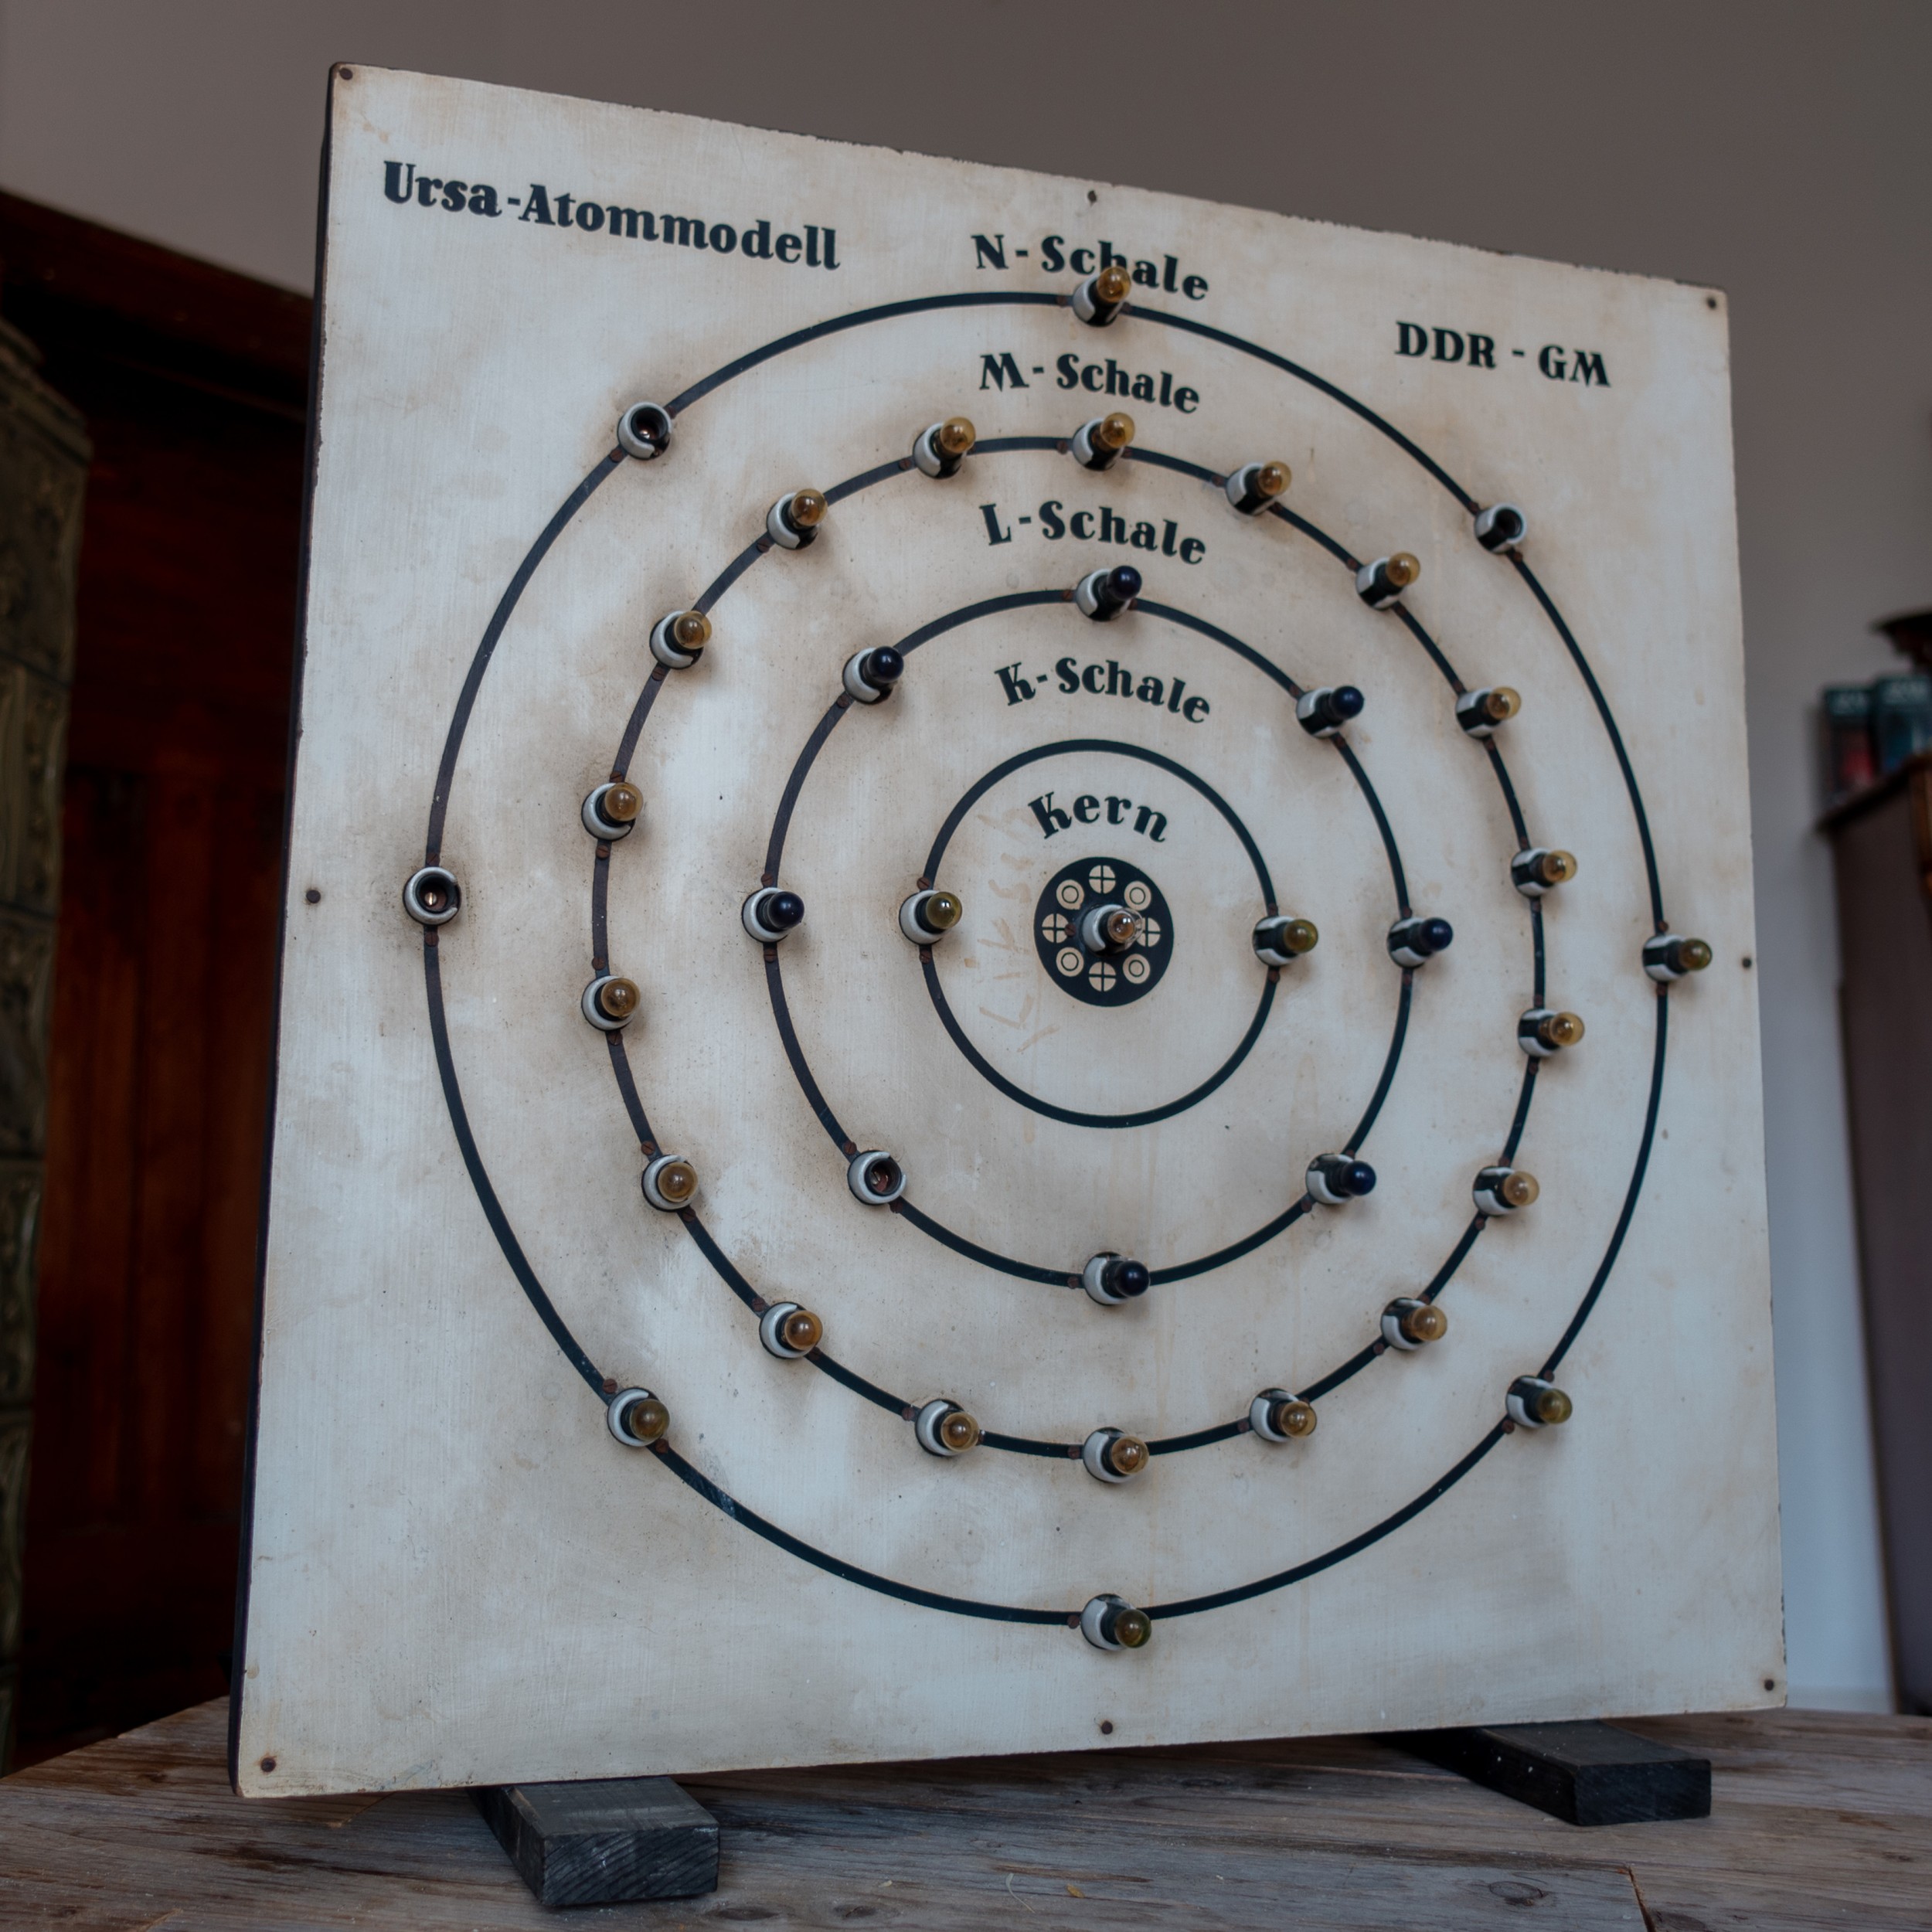 Ursa-Atommodell
N-Schale
DDR - GM
M-Schale
L-Schale
K-Schale
Kern